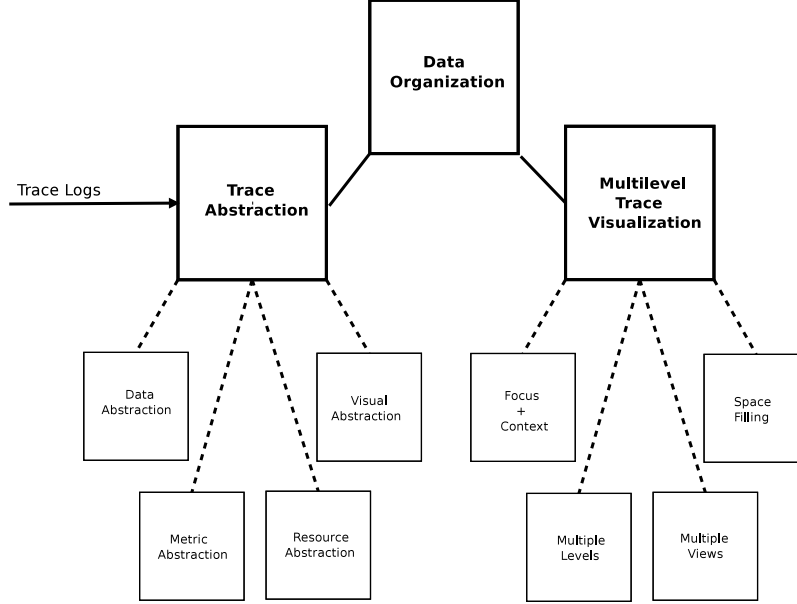 Data
Organization
Trace Logs
Trace
Abstraction
Multilevel
Trace
Visualization
Data
Abstraction
Visual
Abstraction
Focus
+
Context
Space
Filling
Metric
Abstraction
Resource
Abstraction
Multiple
Levels
Multiple
Views